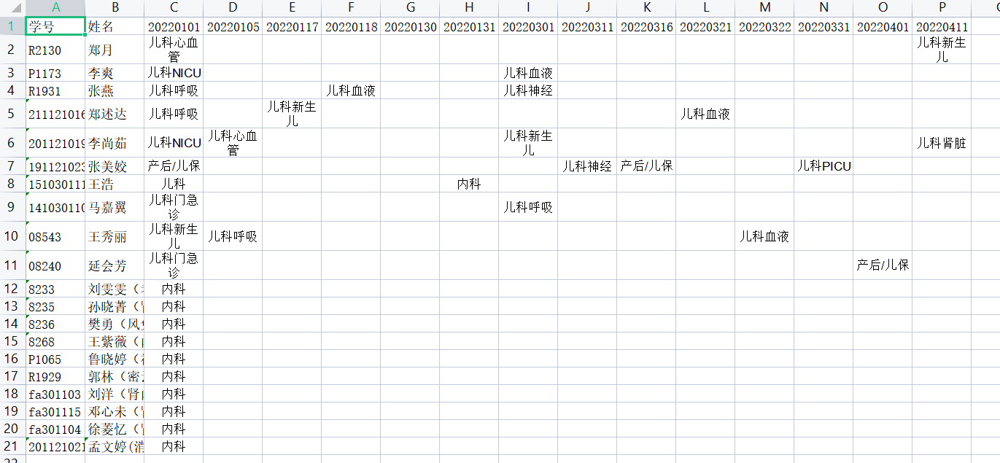 A B C D E F G H I J K L M N O P
1 学号 姓名 20220101 20220105 20220117 20220118 20220130 20220131 20220301 20220311 20220316 20220321 20220322 20220331 20220401 20220411
2 R2130 郑月 儿科心血管 儿科新生儿
3 P1173 李爽 儿科NICU 儿科血液
4 R1931 张燕 儿科呼吸 儿科血液 儿科神经
5 211121016 郑述达 儿科呼吸 儿科新生儿 儿科血液
6 201121019 李尚茹 儿科NICU 儿科心血管 儿科新生儿 儿科肾脏
7 191121023 张美姣 产后/儿保 儿科神经 产后/儿保 儿科PICU
8 151030111 王浩 儿科 内科
9 141030110 马嘉翼 儿科门急诊 儿科呼吸
10 08543 王秀丽 儿科新生儿 儿科呼吸 儿科血液
11 08240 延会芳 儿科门急诊 产后/儿保
12 8233 刘雯雯（ 内科
13 8235 孙晓菁（ 内科
14 8236 樊勇（风 内科
15 8268 王紫薇（ 内科
16 P1065 鲁晓婷（ 内科
17 R1929 郭林（密 内科
18 fa301103 刘洋（肾 内科
19 fa301115 邓心未（ 内科
20 fa301104 徐菱忆（ 内科
21 201121021 孟文婷(消 内科